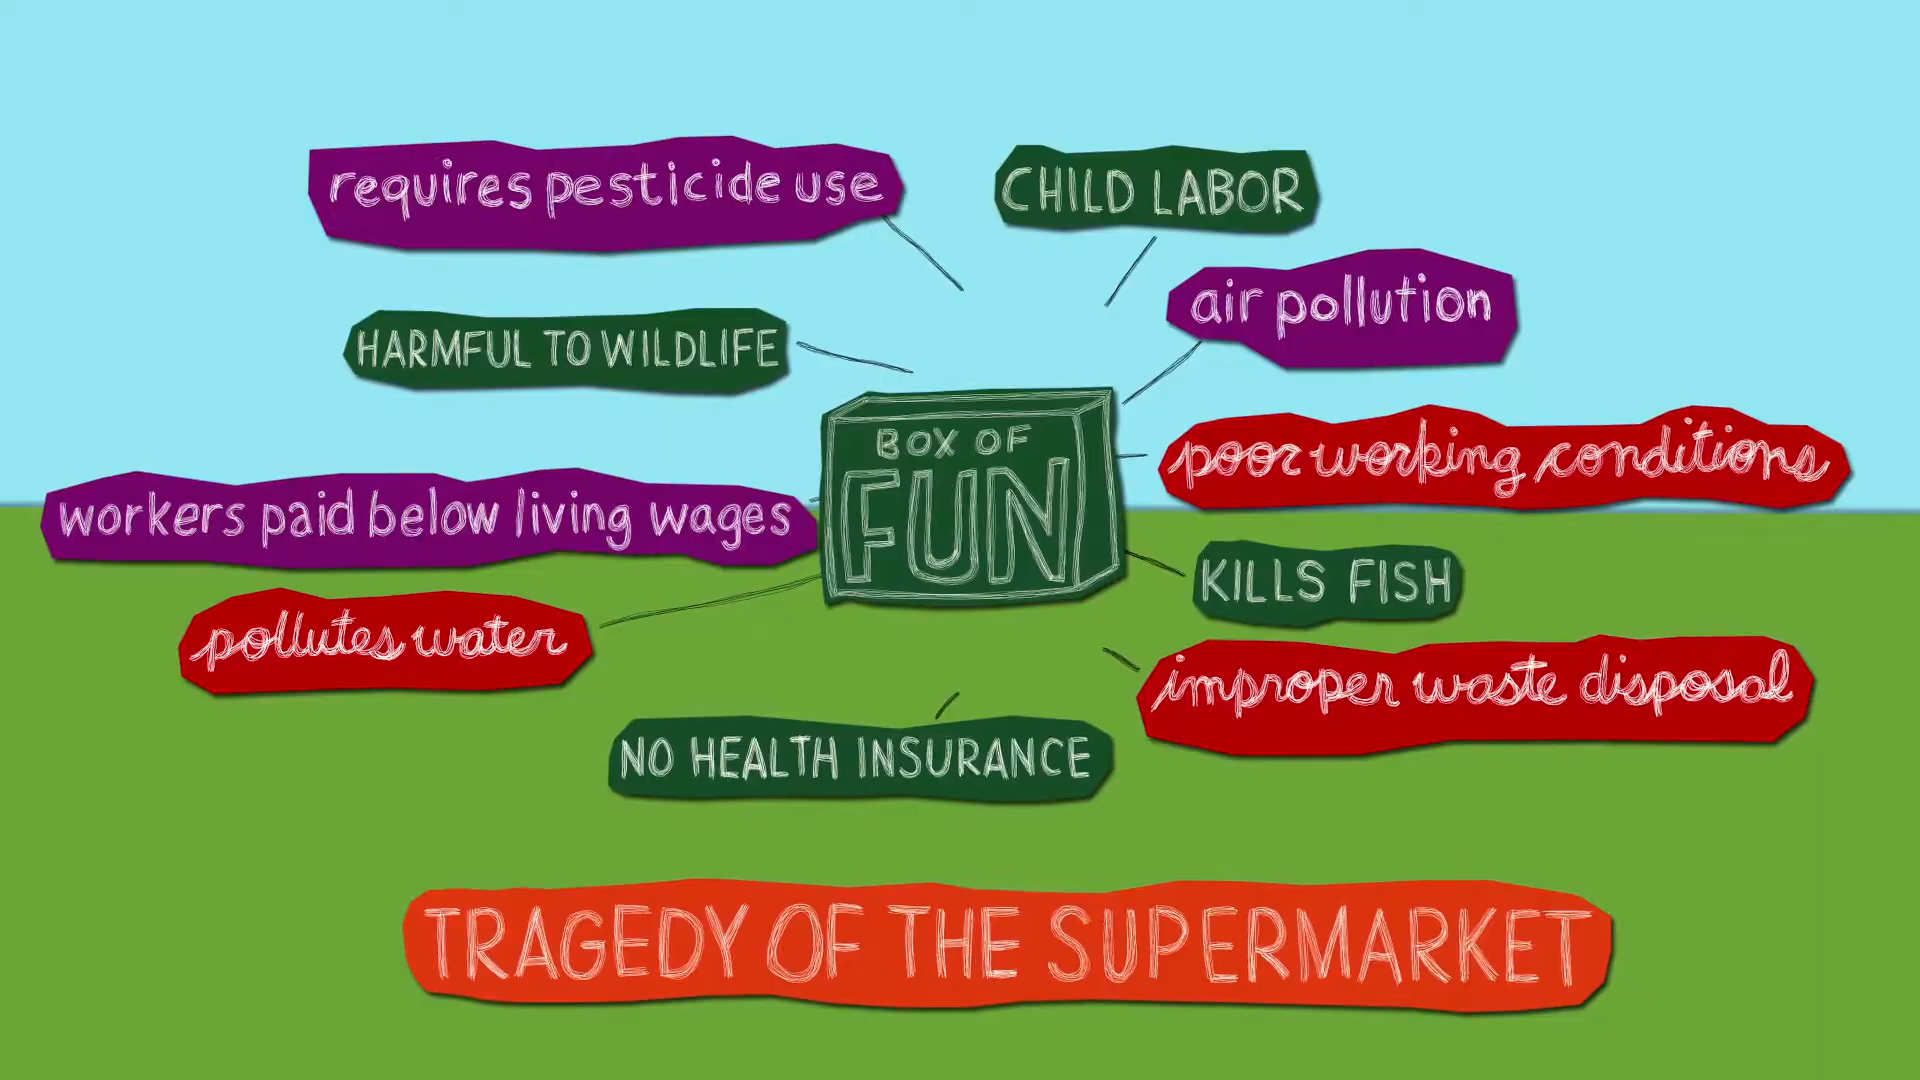 requires pesticide use
CHILD LABOR
air pollution
HARMFUL TO WILDLIFE
BOX OF
FUN
poor working conditions
workers paid below living wages
KILLS FISH
pollutes water
improper waste disposal
NO HEALTH INSURANCE
TRAGEDY OF THE SUPERMARKET